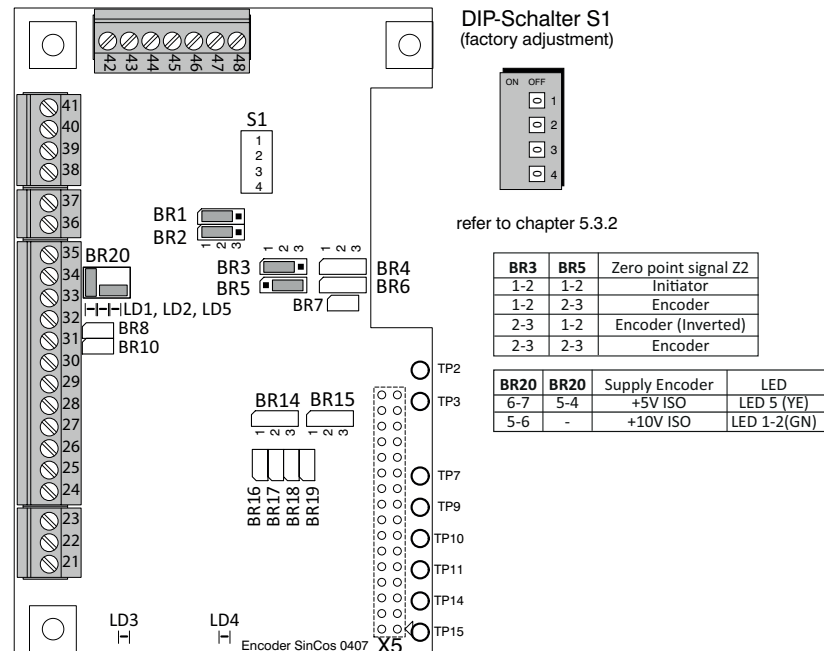 DIP-Schalter S1
(factory adjustment)
ON OFF
1
2
3
4
refer to chapter 5.3.2
42 43 44 45 46 47 48
41
40
39
38
37
36
35
34
33
32
31
30
29
28
27
26
25
24
23
22
21
S1
1
2
3
4
BR1
BR2
1 2 3
BR20
LD1, LD2, LD5
BR8
BR10
1 2 3
1 2 3
BR3
BR4
BR5
BR6
BR7
BR14 BR15
1 2 3
1 2 3
BR16 BR17 BR18 BR19
TP2
TP3
TP7
TP9
TP10
TP11
TP14
TP15
LD3
LD4
Encoder SinCos 0407 X5
BR3 BR5 Zero point signal Z2
1-2 1-2 Initiator
1-2 2-3 Encoder
2-3 1-2 Encoder (Inverted)
2-3 2-3 Encoder
BR20 BR20 Supply Encoder LED
6-7 5-4 +5V ISO LED 5 (YE)
5-6 - +10V ISO LED 1-2(GN)